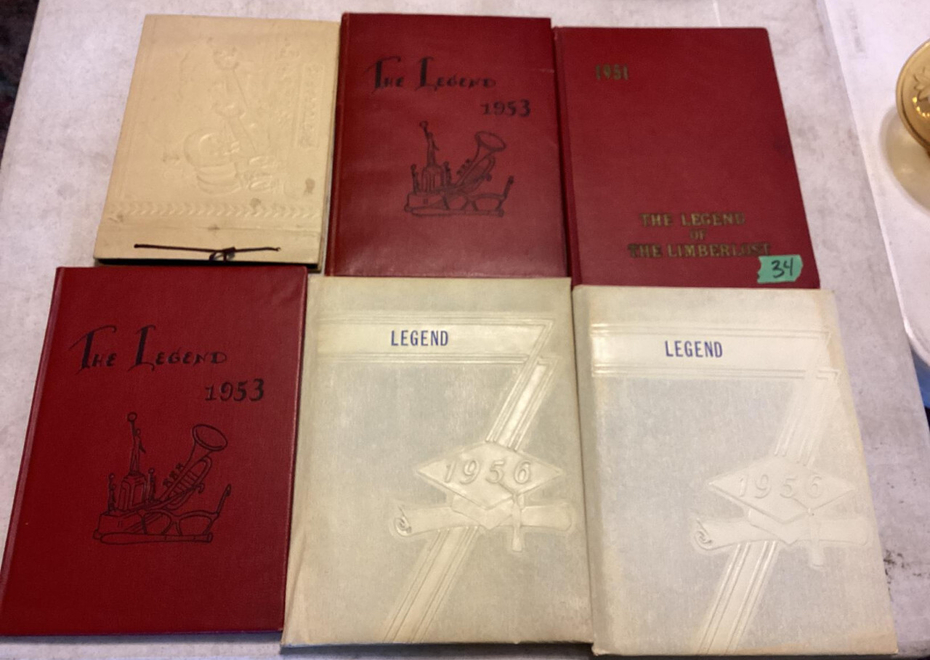 THE LEGEND
1953
1951
THE LEGEND
OF
THE LIMBERLOST
34
THE LEGEND
1953
LEGEND
1956
LEGEND
1956